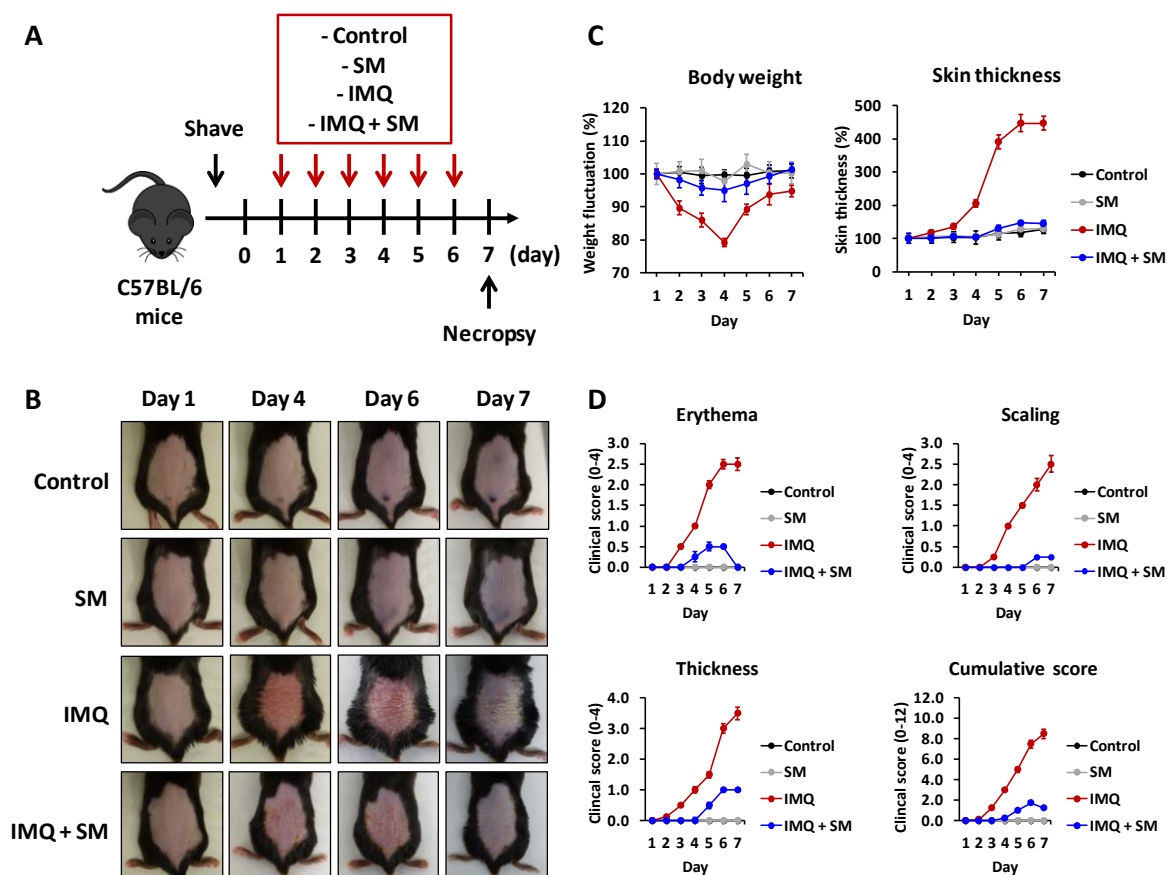 A
- Control
- SM
- IMQ
- IMQ + SM
Shave
0 1 2 3 4 5 6 7 (day)
C57BL/6
mice
Necropsy
B
Day 1 Day 4 Day 6 Day 7
Control
SM
IMQ
IMQ + SM
C
Body weight
Weight fluctuation (%)
120
110
100
90
80
70
60
1 2 3 4 5 6 7
Day
Skin thickness
Skin thickness (%)
500
400
300
200
100
0
1 2 3 4 5 6 7
Day
Control
SM
IMQ
IMQ + SM
D
Erythema
Clinical score (0-4)
3.0
2.5
2.0
1.5
1.0
0.5
0.0
1 2 3 4 5 6 7
Day
Control
SM
IMQ
IMQ + SM
Scaling
Clinical score (0-4)
3.0
2.5
2.0
1.5
1.0
0.5
0.0
1 2 3 4 5 6 7
Day
Control
SM
IMQ
IMQ + SM
Thickness
Clincal score (0-4)
4.0
3.0
2.0
1.0
0.0
1 2 3 4 5 6 7
Day
Control
SM
IMQ
IMQ + SM
Cumulative score
Clinical score (0-12)
12.0
10.0
8.0
6.0
4.0
2.0
0.0
1 2 3 4 5 6 7
Day
Control
SM
IMQ
IMQ + SM